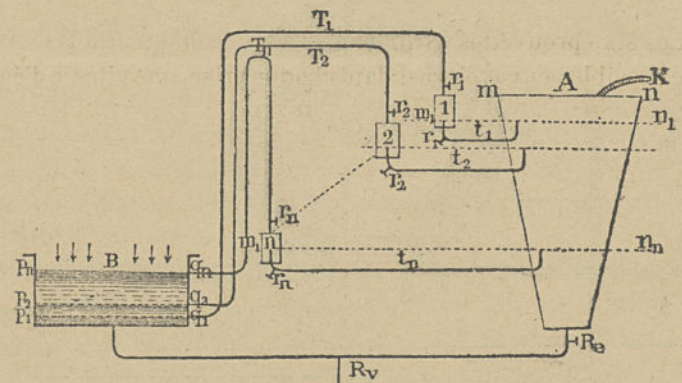 T₁
T₂
Tₙ
r₁
K
m A n
1
r₂ m₁
n₁
2
r₁ t₁
t₂
r₂
rₙ
m₁ n
nₙ
B
pₙ qₙ
rₙ tₙ
p₂ q₂
p₁ q₁
Rₑ
Rᵥ